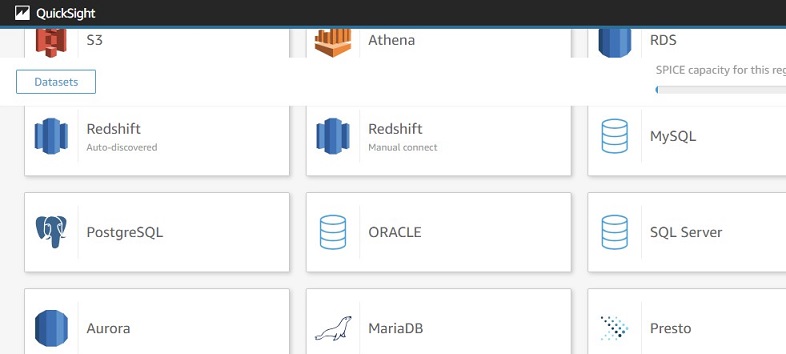 QuickSight
S3
Athena
RDS
Datasets
SPICE capacity for this reg
Redshift
Auto-discovered
Redshift
Manual connect
MySQL
PostgreSQL
ORACLE
SQL Server
Aurora
MariaDB
Presto